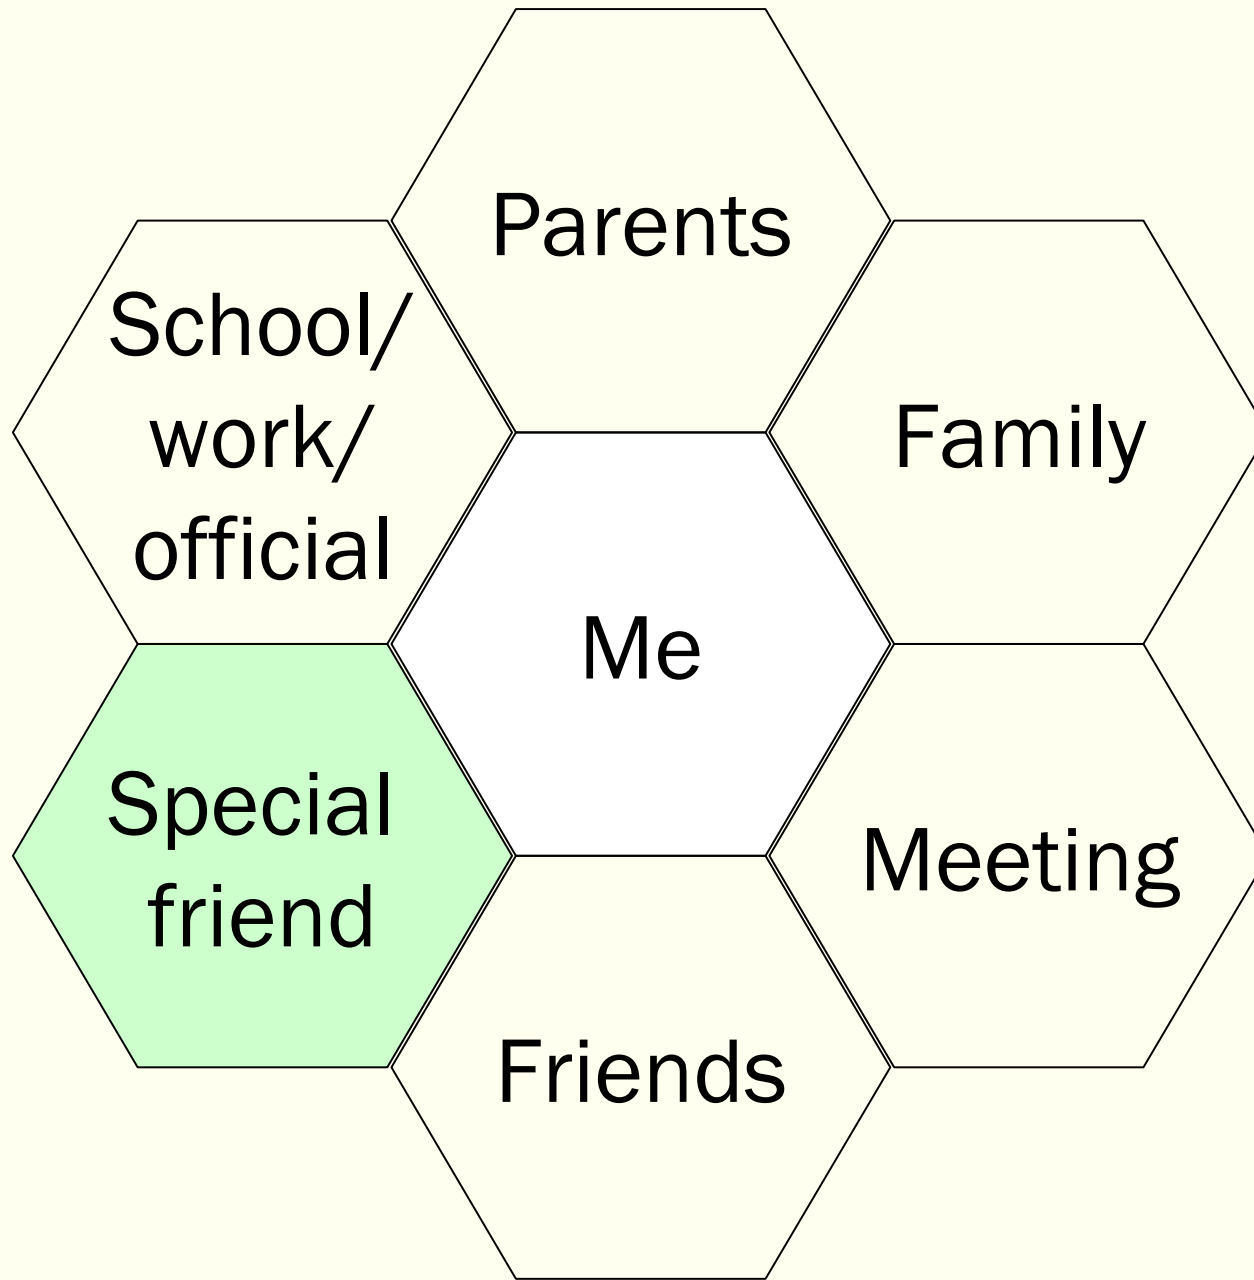 Parents
School/
work/
official
Family
Me
Special
friend
Meeting
Friends